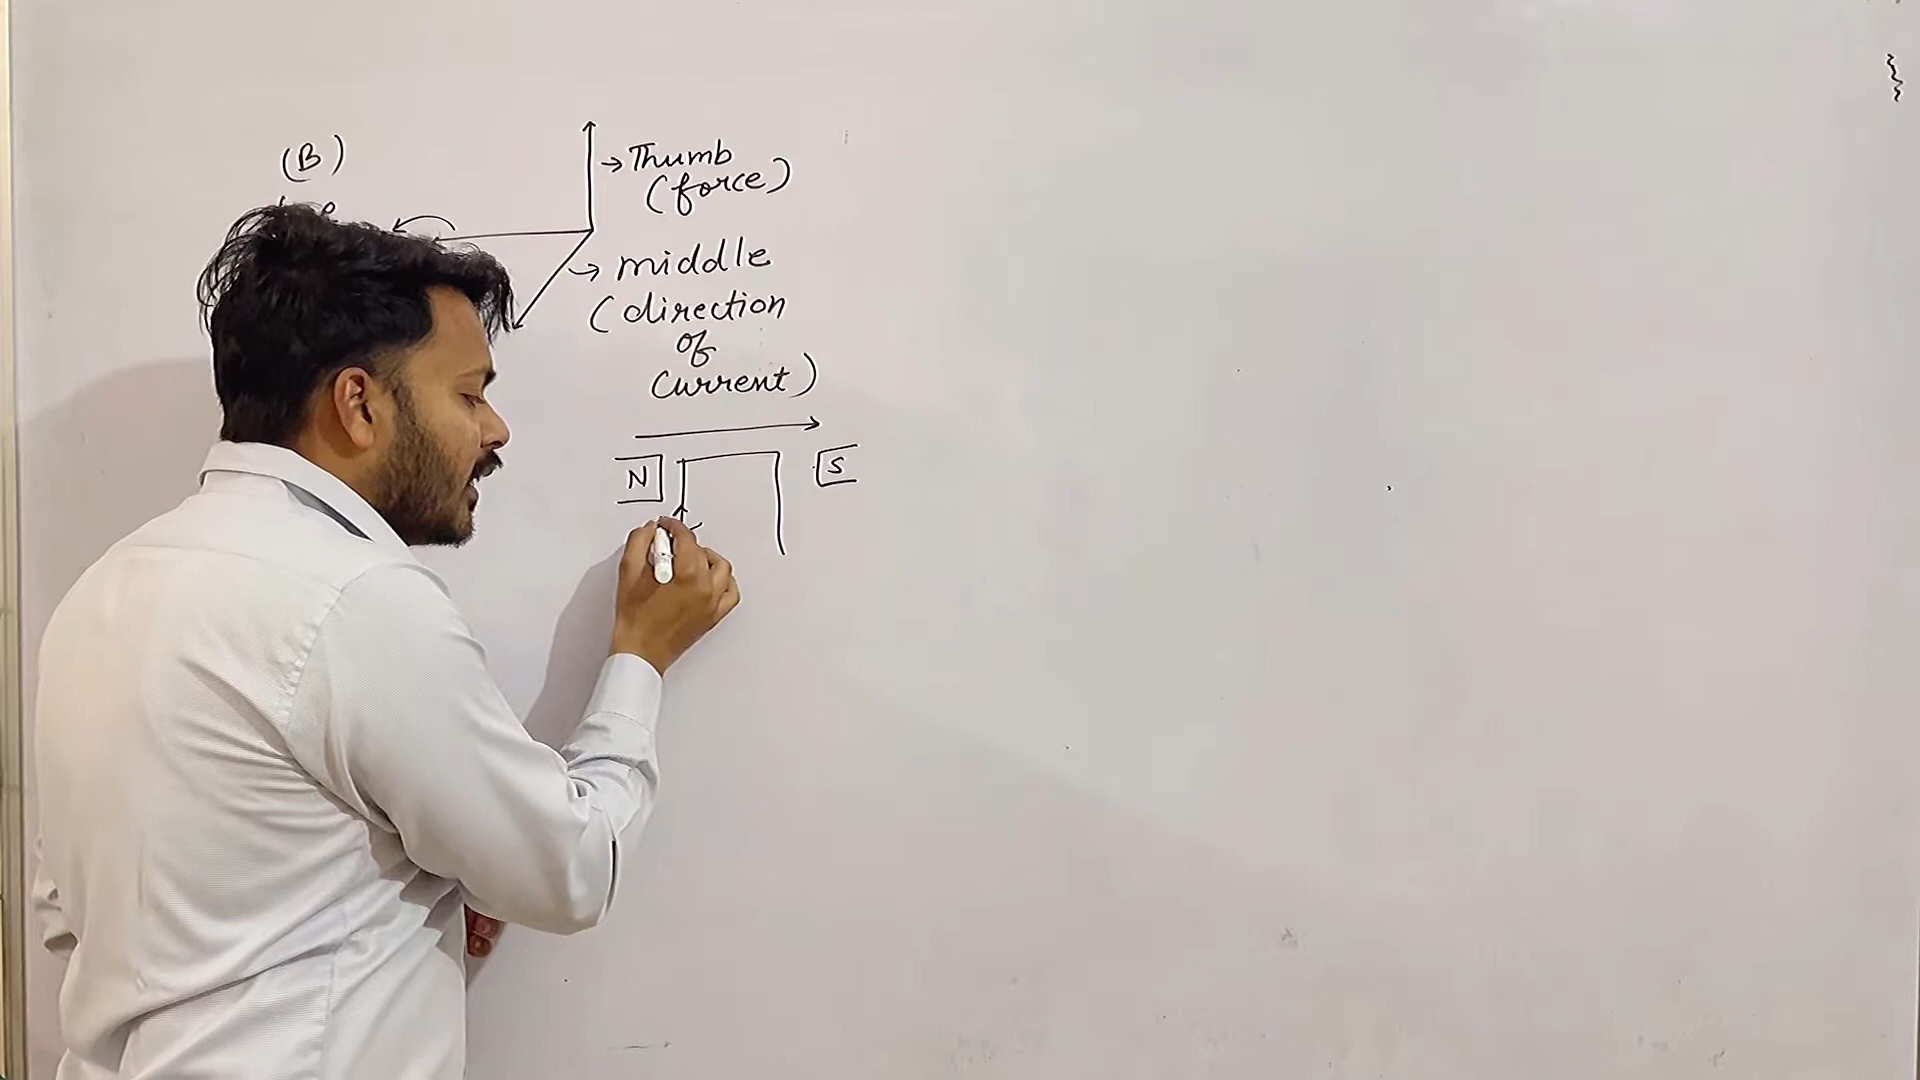 (B)
→ Thumb
(force)
→ middle
(direction
of
current)
N
S